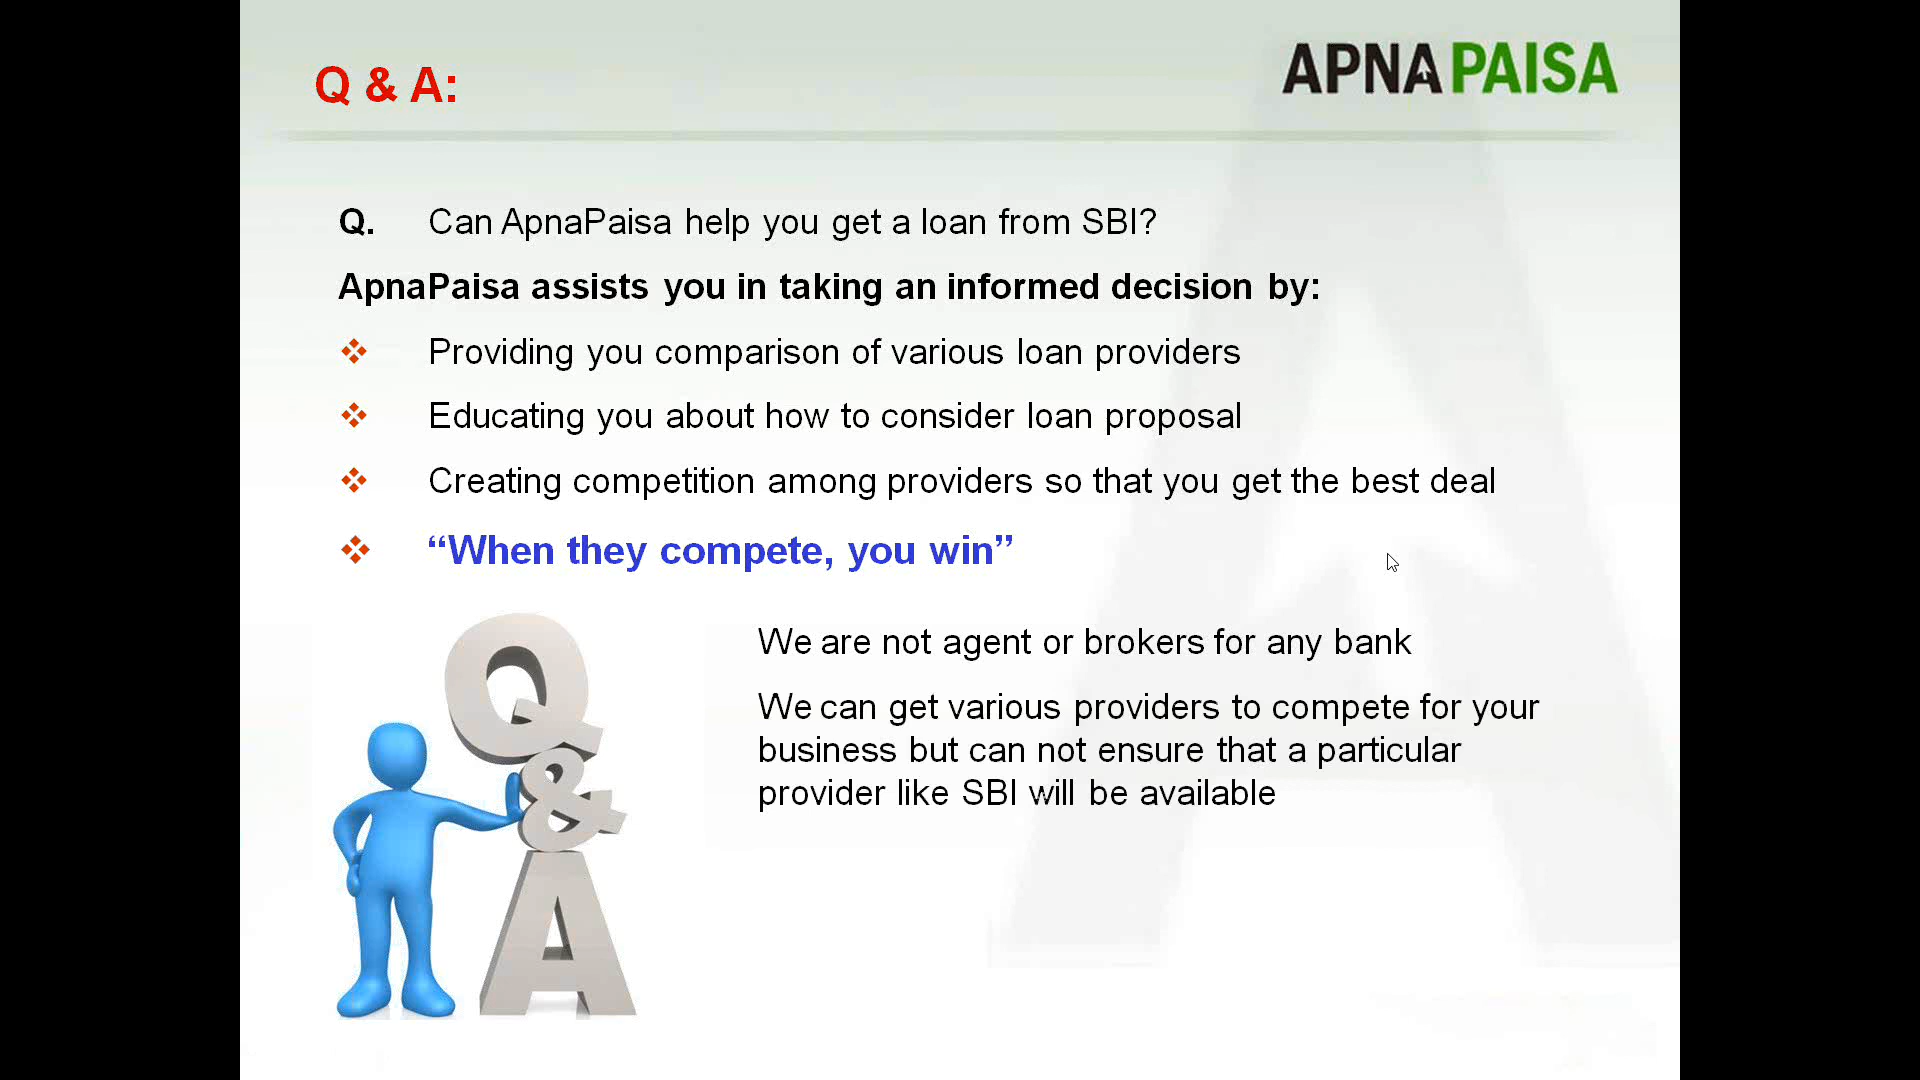 Q & A:
APNAPAISA
Q. Can ApnaPaisa help you get a loan from SBI?
ApnaPaisa assists you in taking an informed decision by:
Providing you comparison of various loan providers
Educating you about how to consider loan proposal
Creating competition among providers so that you get the best deal
“When they compete, you win”
We are not agent or brokers for any bank
We can get various providers to compete for your
business but can not ensure that a particular
provider like SBI will be available
Q
&
A